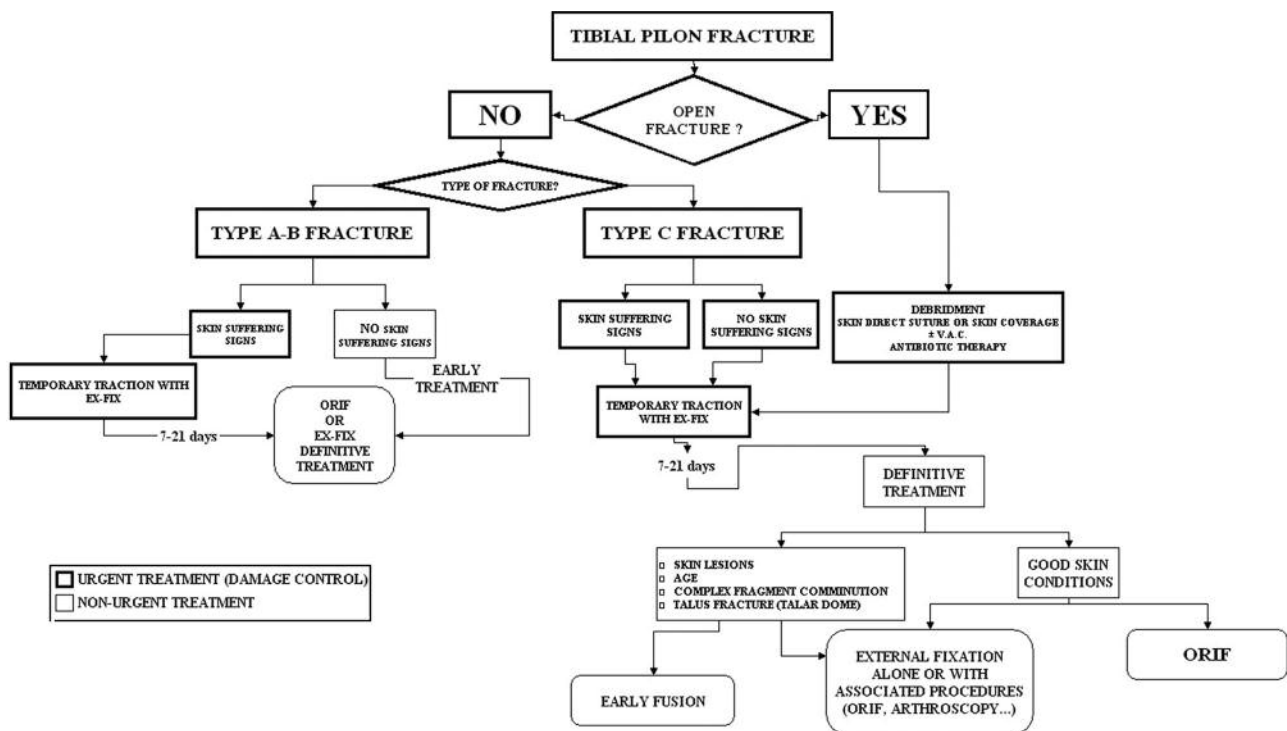 TIBIAL PILON FRACTURE
OPEN
FRACTURE ?
NO
YES
TYPE OF FRACTURE?
TYPE A-B FRACTURE
TYPE C FRACTURE
SKIN SUFFERING
SIGNS
NO SKIN
SUFFERING SIGNS
SKIN SUFFERING
SIGNS
NO SKIN
SUFFERING SIGNS
DEBRIDMENT
SKIN DIRECT SUTURE OR SKIN COVERAGE
± V.A.C.
ANTIBIOTIC THERAPY
TEMPORARY TRACTION WITH
EX-FIX
EARLY
TREATMENT
TEMPORARY TRACTION
WITH EX-FIX
7-21 days
ORIF
OR
EX-FIX
DEFINITIVE
TREATMENT
7-21 days
DEFINITIVE
TREATMENT
URGENT TREATMENT (DAMAGE CONTROL)
NON-URGENT TREATMENT
SKIN LESIONS
AGE
COMPLEX FRAGMENT COMMINUTION
TALUS FRACTURE (TALAR DOME)
GOOD SKIN
CONDITIONS
EARLY FUSION
EXTERNAL FIXATION
ALONE OR WITH
ASSOCIATED PROCEDURES
(ORIF, ARTHROSCOPY...)
ORIF